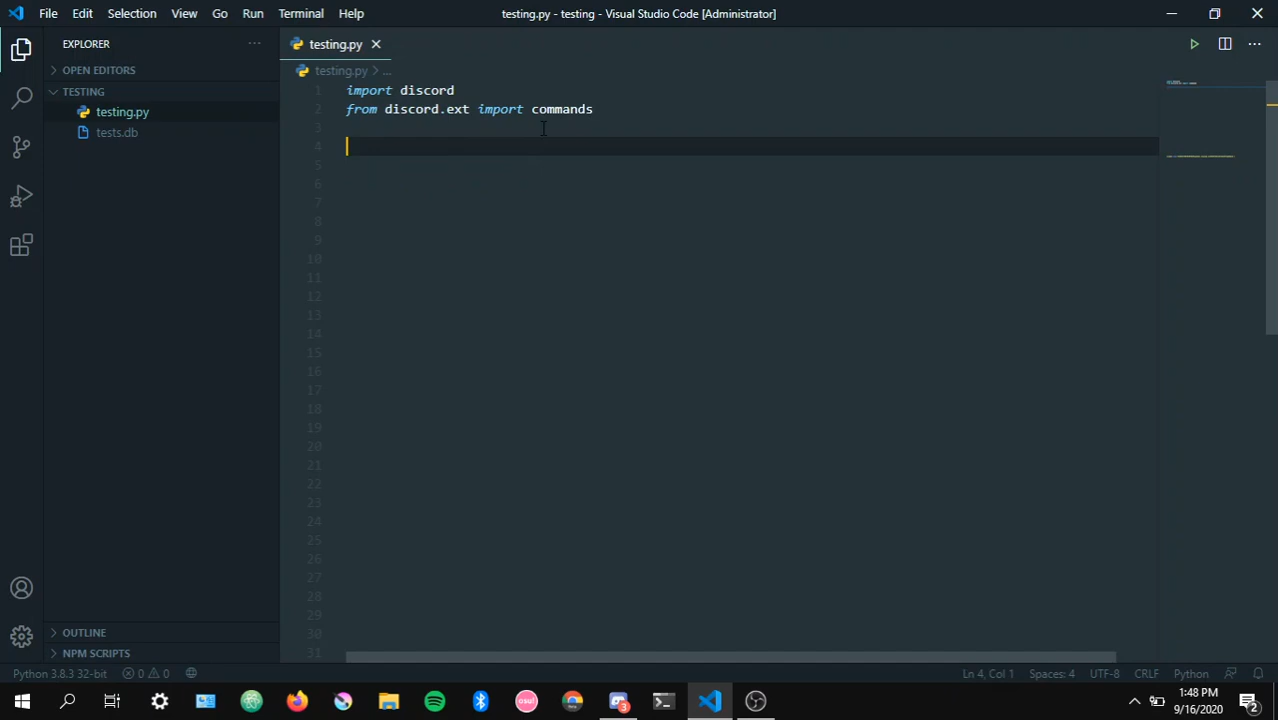 File Edit Selection View Go Run Terminal Help
testing.py - testing - Visual Studio Code [Administrator]
EXPLORER
OPEN EDITORS
TESTING
testing.py
tests.db
OUTLINE
NPM SCRIPTS
testing.py
testing.py > ...
1 import discord
2 from discord.ext import commands
3
4
5
6
7
8
9
10
11
12
13
14
15
16
17
18
19
20
21
22
23
24
25
26
27
28
29
30
31
Python 3.8.3 32-bit 0 0 Ln 4, Col 1 Spaces: 4 UTF-8 CRLF Python
osu!
3
1:48 PM
9/16/2020
2